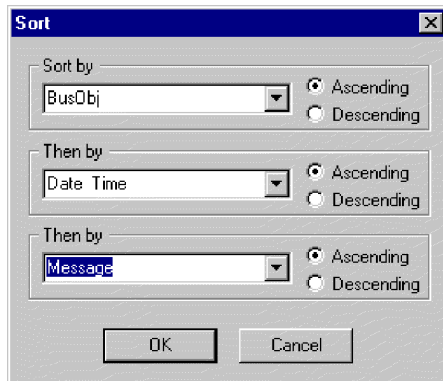 Sort
Sort by
BusObj
Ascending
Descending
Then by
Date Time
Ascending
Descending
Then by
Message
Ascending
Descending
OK
Cancel